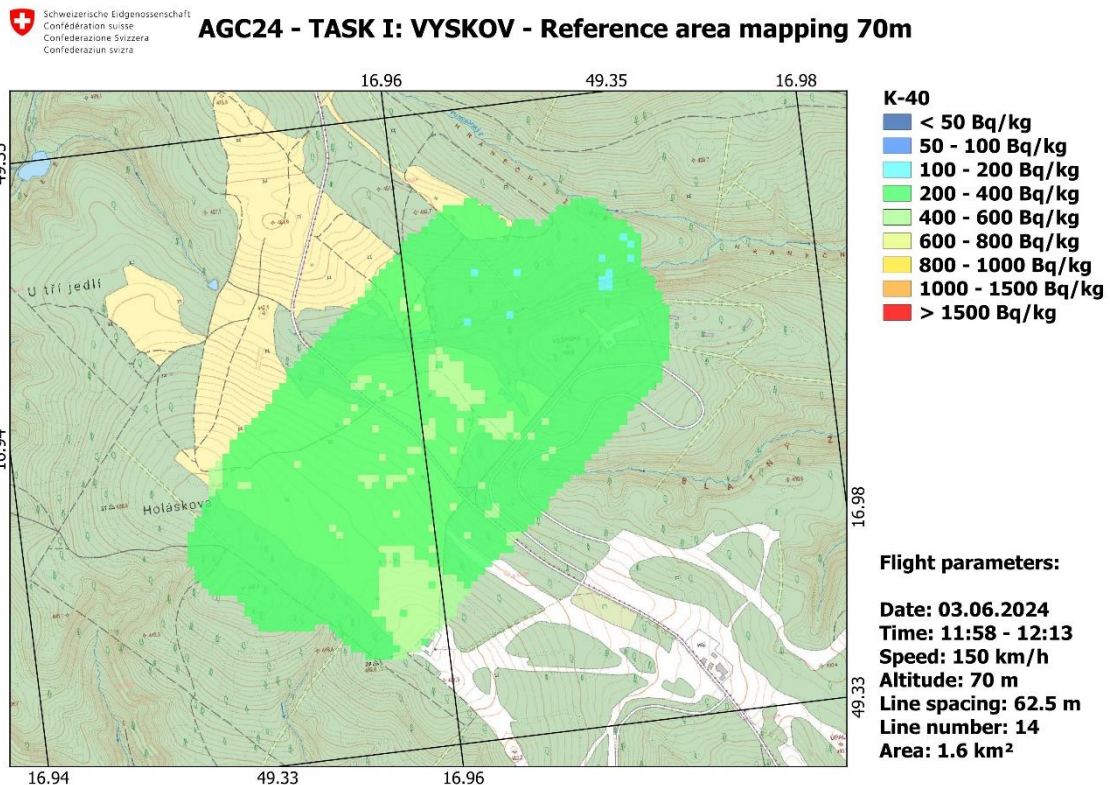 Schweizerische Eidgenossenschaft
Confédération suisse
Confederazione Svizzera
Confederaziun svizra
AGC24 - TASK I: VYSKOV - Reference area mapping 70m
16.96
49.35
16.98
K-40
< 50 Bq/kg
50 - 100 Bq/kg
100 - 200 Bq/kg
200 - 400 Bq/kg
400 - 600 Bq/kg
600 - 800 Bq/kg
800 - 1000 Bq/kg
1000 - 1500 Bq/kg
> 1500 Bq/kg
U tří jedlí
16.94
Holáškova
16.98
49.33
Flight parameters:
Date: 03.06.2024
Time: 11:58 - 12:13
Speed: 150 km/h
Altitude: 70 m
Line spacing: 62.5 m
Line number: 14
Area: 1.6 km²
16.94
49.33
16.96